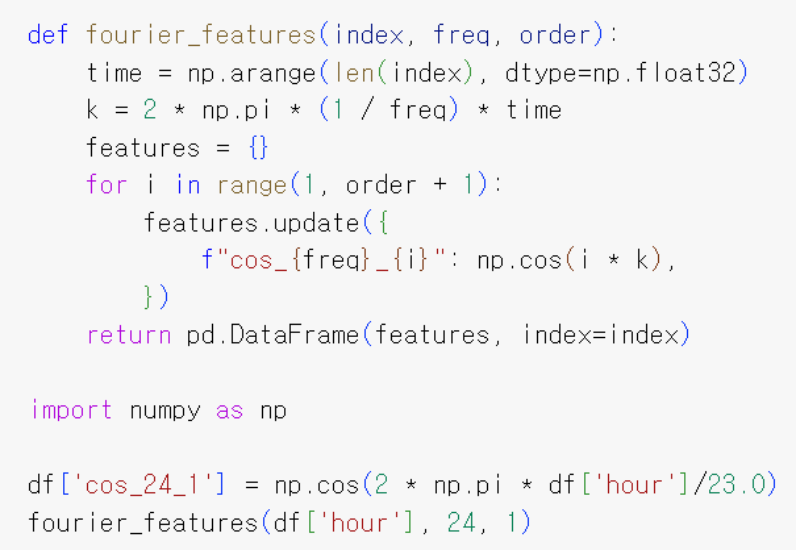 def fourier_features(index, freq, order):
    time = np.arange(len(index), dtype=np.float32)
    k = 2 * np.pi * (1 / freq) * time
    features = {}
    for i in range(1, order + 1):
        features.update({
            f"cos_{freq}_{i}": np.cos(i * k),
        })
    return pd.DataFrame(features, index=index)

import numpy as np

df['cos_24_1'] = np.cos(2 * np.pi * df['hour']/23.0)
fourier_features(df['hour'], 24, 1)